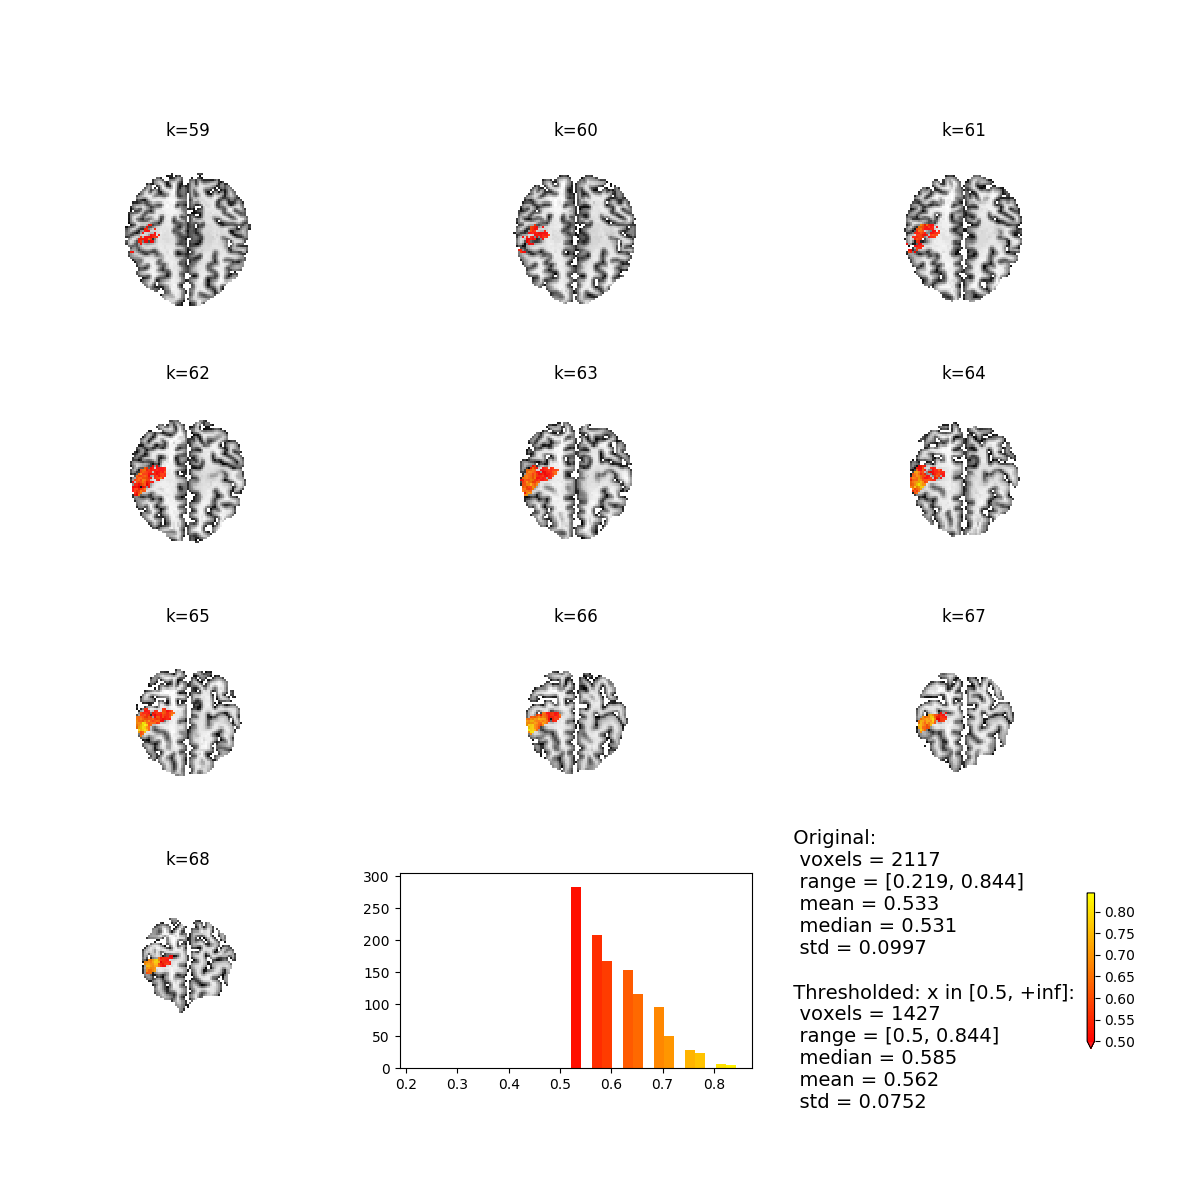 k=59
k=60
k=61
k=62
k=63
k=64
k=65
k=66
k=67
k=68
300
250
200
150
100
50
0
0.2 0.3 0.4 0.5 0.6 0.7 0.8
Original:
voxels = 2117
range = [0.219, 0.844]
mean = 0.533
median = 0.531
std = 0.0997
Thresholded: x in [0.5, +inf]:
voxels = 1427
range = [0.5, 0.844]
median = 0.585
mean = 0.562
std = 0.0752
0.80
0.75
0.70
0.65
0.60
0.55
0.50